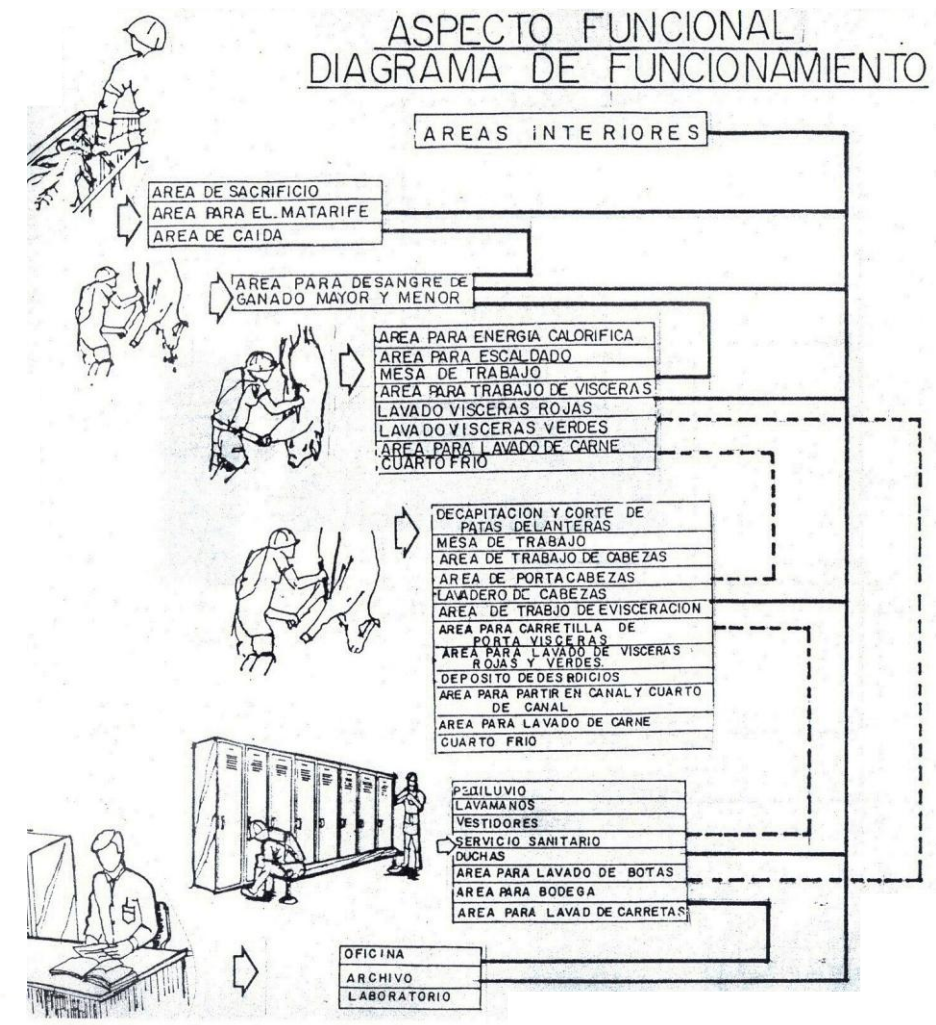 ASPECTO FUNCIONAL
DIAGRAMA DE FUNCIONAMIENTO
AREAS INTERIORES
AREA DE SACRIFICIO
AREA PARA EL. MATARIFE
AREA DE CAIDA
AREA PARA DESANGRE DE
GANADO MAYOR Y MENOR
AREA PARA ENERGIA CALORIFICA
AREA PARA ESCALDADO
MESA DE TRABAJO
AREA PARA TRABAJO DE VISCERAS
LAVADO VISCERAS ROJAS
LAVADO VISCERAS VERDES
AREA PARA LAVADO DE CARNE
CUARTO FRIO
DECAPITACION Y CORTE DE
PATAS DELANTERAS
MESA DE TRABAJO
AREA DE TRABAJO DE CABEZAS
AREA DE PORTACABEZAS
LAVADERO DE CABEZAS
AREA DE TRABJO DE EVISCERACION
AREA PARA CARRETILLA DE
PORTA VISCERAS
AREA PARA LAVADO DE VISCERAS
ROJAS Y VERDES.
DEPOSITO DE DESRDICIOS
AREA PARA PARTIR EN CANAL Y CUARTO
DE CANAL
AREA PARA LAVADO DE CARNE
CUARTO FRIO
PEDILUVIO
LAVAMANOS
VESTIDORES
SERVICIO SANITARIO
DUCHAS
AREA PARA LAVADO DE BOTAS
AREA PARA BODEGA
AREA PARA LAVAD DE CARRETAS
OFICINA
ARCHIVO
LABORATORIO